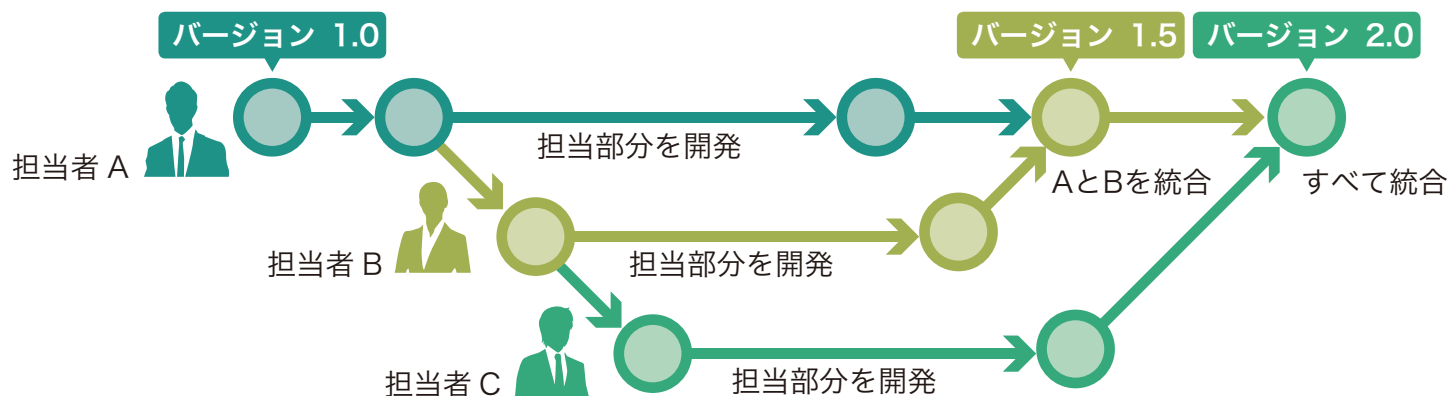 バージョン 1.0
バージョン 1.5
バージョン 2.0
担当者 A
担当部分を開発
AとBを統合
すべて統合
担当者 B
担当部分を開発
担当者 C
担当部分を開発